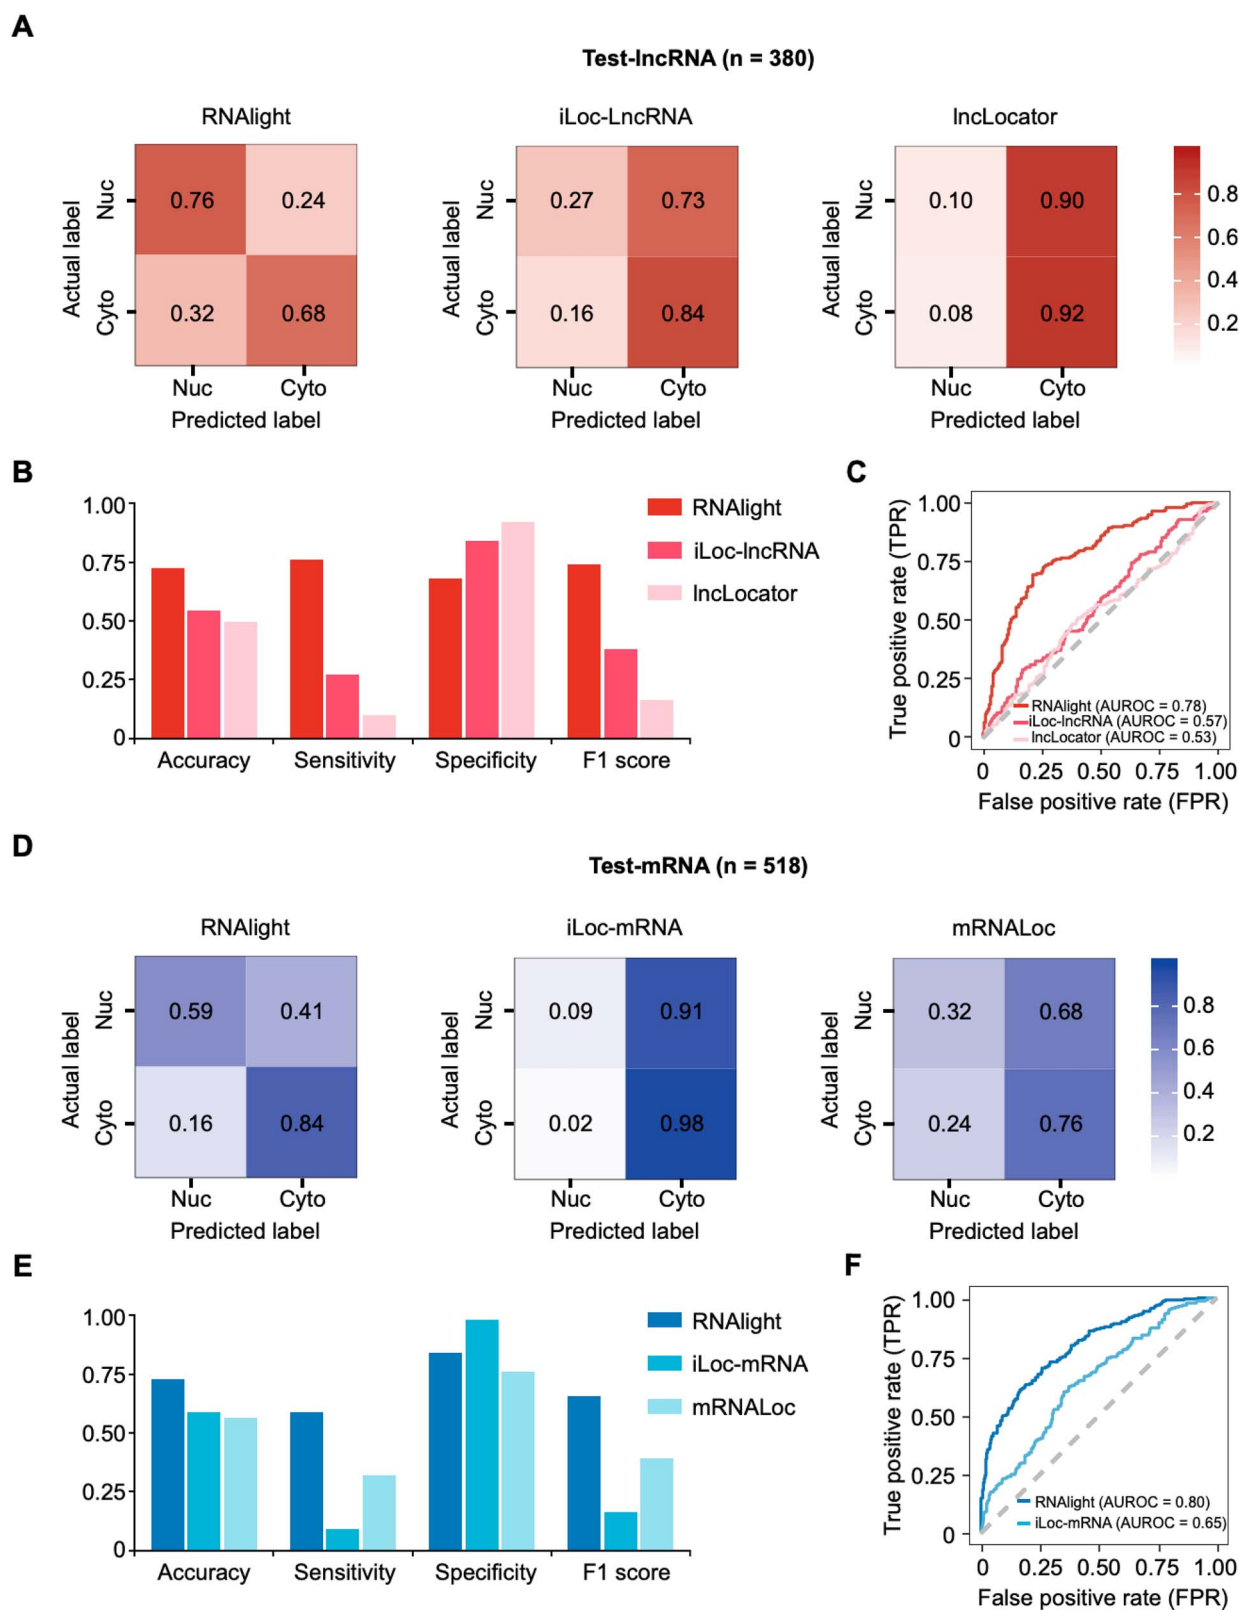 A
Test-lncRNA (n = 380)
RNAlight
iLoc-LncRNA
lncLocator
Actual label
Nuc
Cyto
0.76
0.24
0.32
0.68
Nuc
Cyto
Predicted label
Actual label
Nuc
Cyto
0.27
0.73
0.16
0.84
Nuc
Cyto
Predicted label
Actual label
Nuc
Cyto
0.10
0.90
0.08
0.92
Nuc
Cyto
Predicted label
0.8
0.6
0.4
0.2
B
1.00
0.75
0.50
0.25
0
Accuracy
Sensitivity
Specificity
F1 score
RNAlight
iLoc-lncRNA
lncLocator
C
True positive rate (TPR)
1.00
0.75
0.50
0.25
0
RNAlight (AUROC = 0.78)
iLoc-lncRNA (AUROC = 0.57)
lncLocator (AUROC = 0.53)
0 0.25 0.50 0.75 1.00
False positive rate (FPR)
D
Test-mRNA (n = 518)
RNAlight
iLoc-mRNA
mRNALoc
Actual label
Nuc
Cyto
0.59
0.41
0.16
0.84
Nuc
Cyto
Predicted label
Actual label
Nuc
Cyto
0.09
0.91
0.02
0.98
Nuc
Cyto
Predicted label
Actual label
Nuc
Cyto
0.32
0.68
0.24
0.76
Nuc
Cyto
Predicted label
0.8
0.6
0.4
0.2
E
1.00
0.75
0.50
0.25
0
Accuracy
Sensitivity
Specificity
F1 score
RNAlight
iLoc-mRNA
mRNALoc
F
True positive rate (TPR)
1.00
0.75
0.50
0.25
0
RNAlight (AUROC = 0.80)
iLoc-mRNA (AUROC = 0.65)
0 0.25 0.50 0.75 1.00
False positive rate (FPR)